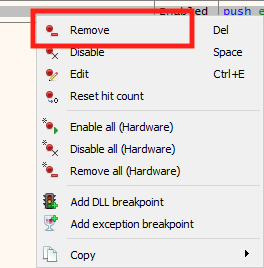 Enabled push e
Remove Del
Disable Space
Edit Ctrl+E
Reset hit count
Enable all (Hardware)
Disable all (Hardware)
Remove all (Hardware)
Add DLL breakpoint
Add exception breakpoint
Copy